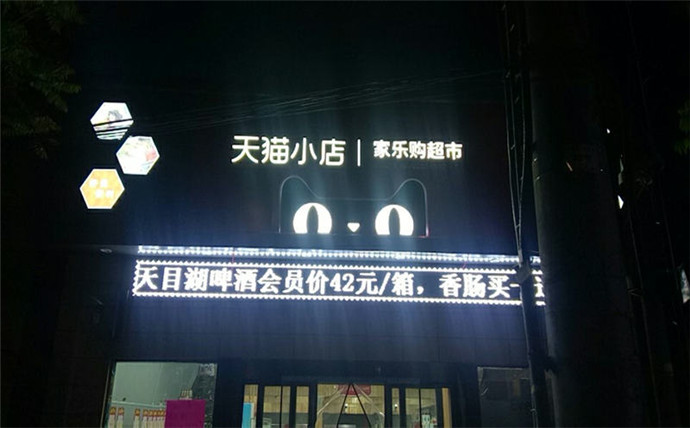 天猫小店 | 家乐购超市
天目湖啤酒会员价42元/箱，香肠买一送